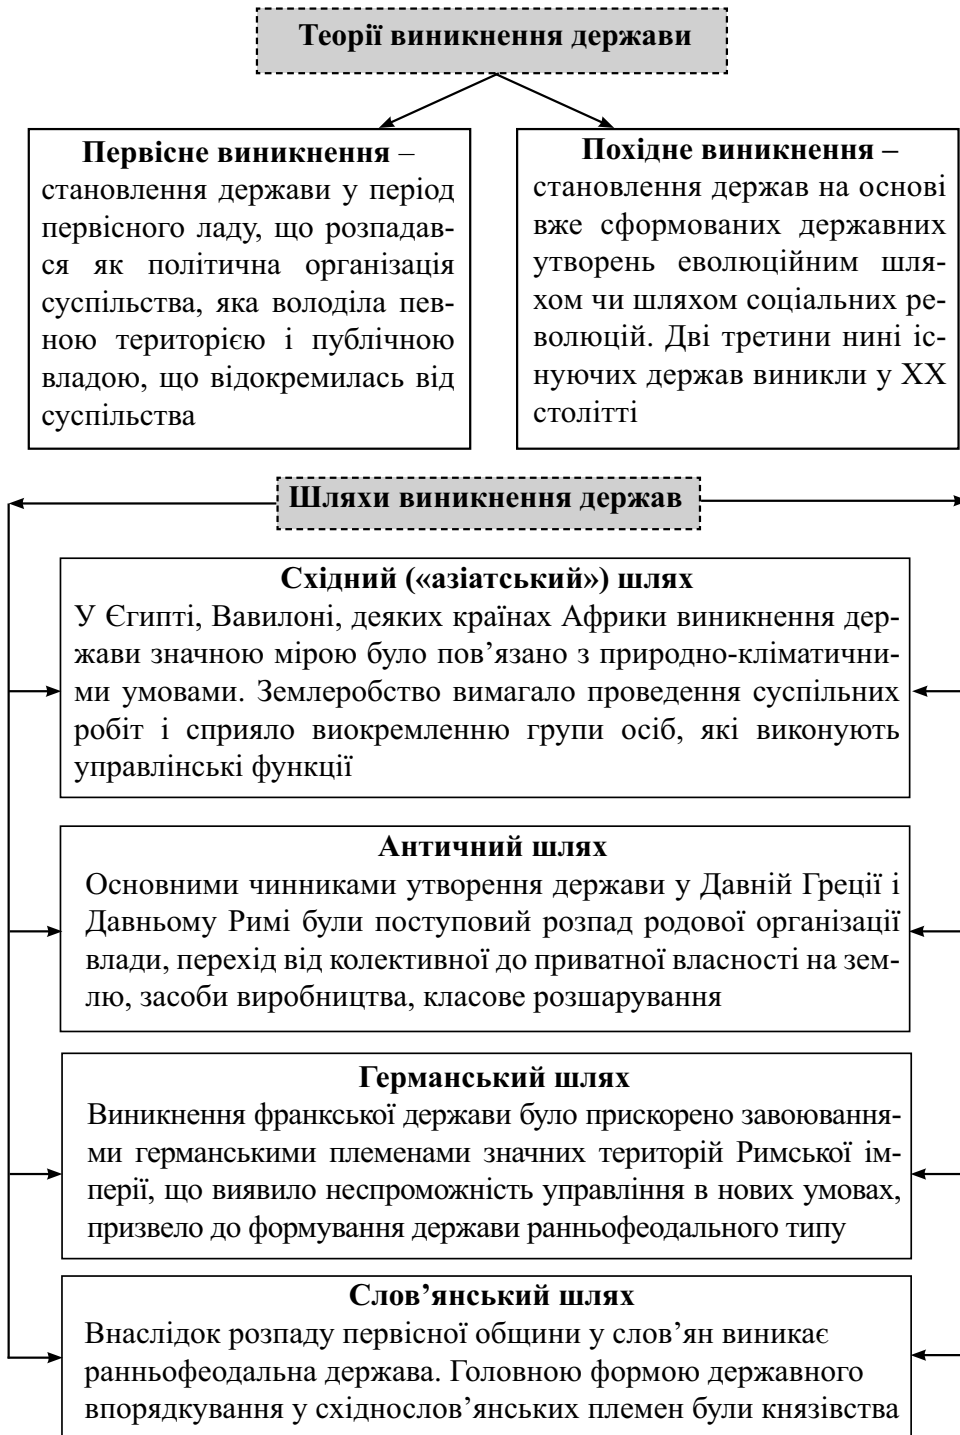 Теорії виникнення держави
Первісне виникнення –
становлення держави у період
первісного ладу, що розпадав-
ся як політична організація
суспільства, яка володіла пев-
ною територією і публічною
владою, що відокремилась від
суспільства
Похідне виникнення –
становлення держав на основі
вже сформованих державних
утворень еволюційним шля-
хом чи шляхом соціальних ре-
волюцій. Дві третини нині іс-
нуючих держав виникли у XX
столітті
Шляхи виникнення держав
Східний («азіатський») шлях
У Єгипті, Вавилоні, деяких країнах Африки виникнення дер-
жави значною мірою було пов’язано з природно-кліматични-
ми умовами. Землеробство вимагало проведення суспільних
робіт і сприяло виокремленню групи осіб, які виконують
управлінські функції
Античний шлях
Основними чинниками утворення держави у Давній Греції і
Давньому Римі були поступовий розпад родової організації
влади, перехід від колективної до приватної власності на зем-
лю, засоби виробництва, класове розшарування
Германський шлях
Виникнення франкської держави було прискорено завоювання-
ми германськими племенами значних територій Римської ім-
перії, що виявило неспроможність управління в нових умовах,
призвело до формування держави ранньофеодального типу
Слов’янський шлях
Внаслідок розпаду первісної общини у слов’ян виникає
ранньофеодальна держава. Головною формою державного
впорядкування у східнослов’янських племен були князівства